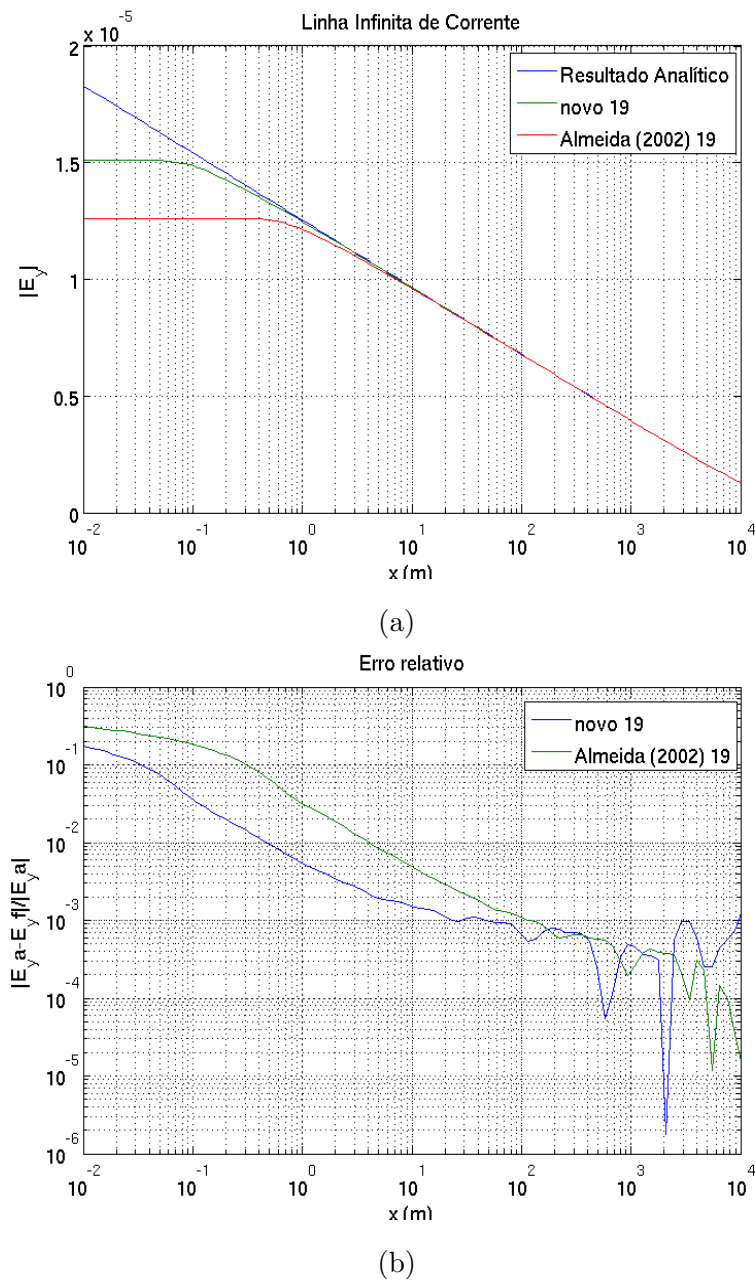 Linha Infinita de Corrente
x 10^-5
2
1.5
1
0.5
0
|E_y|
Resultado Analítico
novo 19
Almeida (2002) 19
10^-2 10^-1 10^0 10^1 10^2 10^3 10^4
x (m)
(a)
Erro relativo
10^0
10^-1
10^-2
10^-3
10^-4
10^-5
10^-6
|E_y a-E_y f|/|E_y a|
novo 19
Almeida (2002) 19
10^-2 10^-1 10^0 10^1 10^2 10^3 10^4
x (m)
(b)